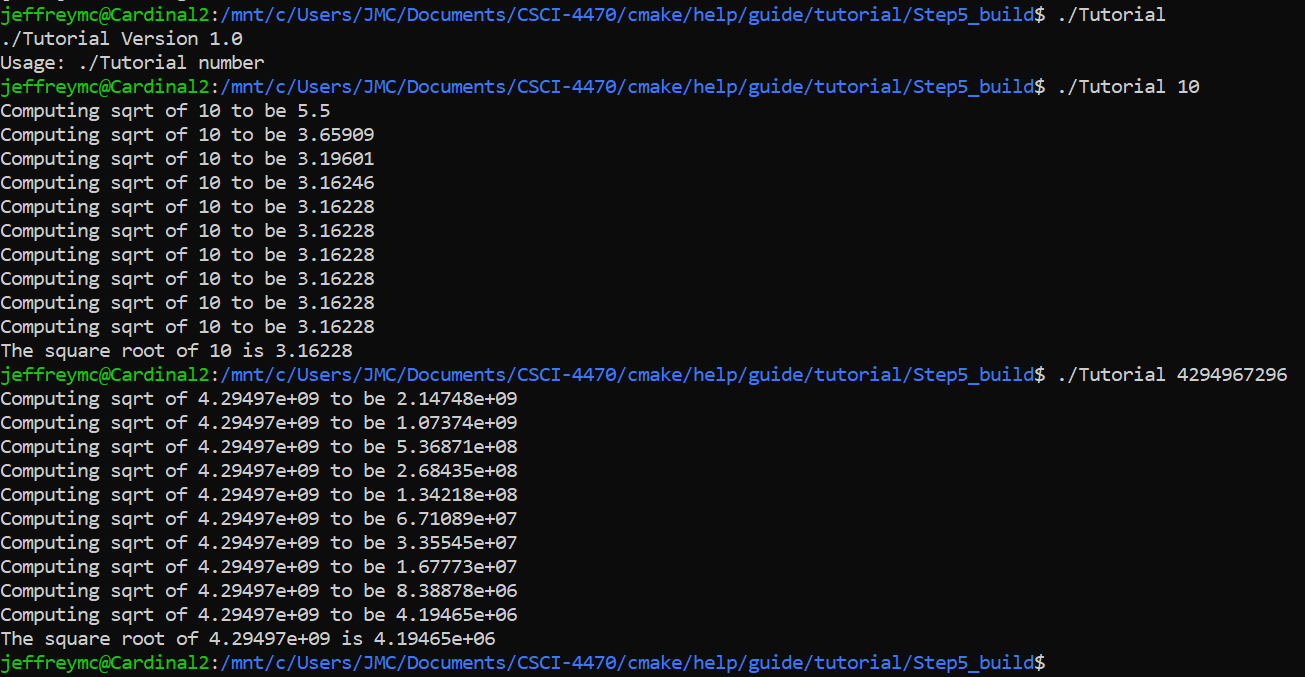 jeffreymc@Cardinal2:/mnt/c/Users/JMC/Documents/CSCI-4470/cmake/help/guide/tutorial/Step5_build$ ./Tutorial
./Tutorial Version 1.0
Usage: ./Tutorial number
jeffreymc@Cardinal2:/mnt/c/Users/JMC/Documents/CSCI-4470/cmake/help/guide/tutorial/Step5_build$ ./Tutorial 10
Computing sqrt of 10 to be 5.5
Computing sqrt of 10 to be 3.65909
Computing sqrt of 10 to be 3.19601
Computing sqrt of 10 to be 3.16246
Computing sqrt of 10 to be 3.16228
Computing sqrt of 10 to be 3.16228
Computing sqrt of 10 to be 3.16228
Computing sqrt of 10 to be 3.16228
Computing sqrt of 10 to be 3.16228
Computing sqrt of 10 to be 3.16228
The square root of 10 is 3.16228
jeffreymc@Cardinal2:/mnt/c/Users/JMC/Documents/CSCI-4470/cmake/help/guide/tutorial/Step5_build$ ./Tutorial 4294967296
Computing sqrt of 4.29497e+09 to be 2.14748e+09
Computing sqrt of 4.29497e+09 to be 1.07374e+09
Computing sqrt of 4.29497e+09 to be 5.36871e+08
Computing sqrt of 4.29497e+09 to be 2.68435e+08
Computing sqrt of 4.29497e+09 to be 1.34218e+08
Computing sqrt of 4.29497e+09 to be 6.71089e+07
Computing sqrt of 4.29497e+09 to be 3.35545e+07
Computing sqrt of 4.29497e+09 to be 1.67773e+07
Computing sqrt of 4.29497e+09 to be 8.38878e+06
Computing sqrt of 4.29497e+09 to be 4.19465e+06
The square root of 4.29497e+09 is 4.19465e+06
jeffreymc@Cardinal2:/mnt/c/Users/JMC/Documents/CSCI-4470/cmake/help/guide/tutorial/Step5_build$